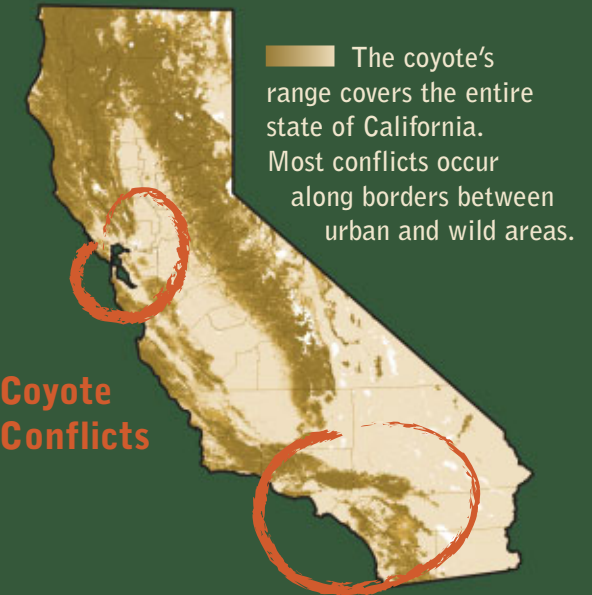 The coyote's
range covers the entire
state of California.
Most conflicts occur
along borders between
urban and wild areas.
Coyote
Conflicts